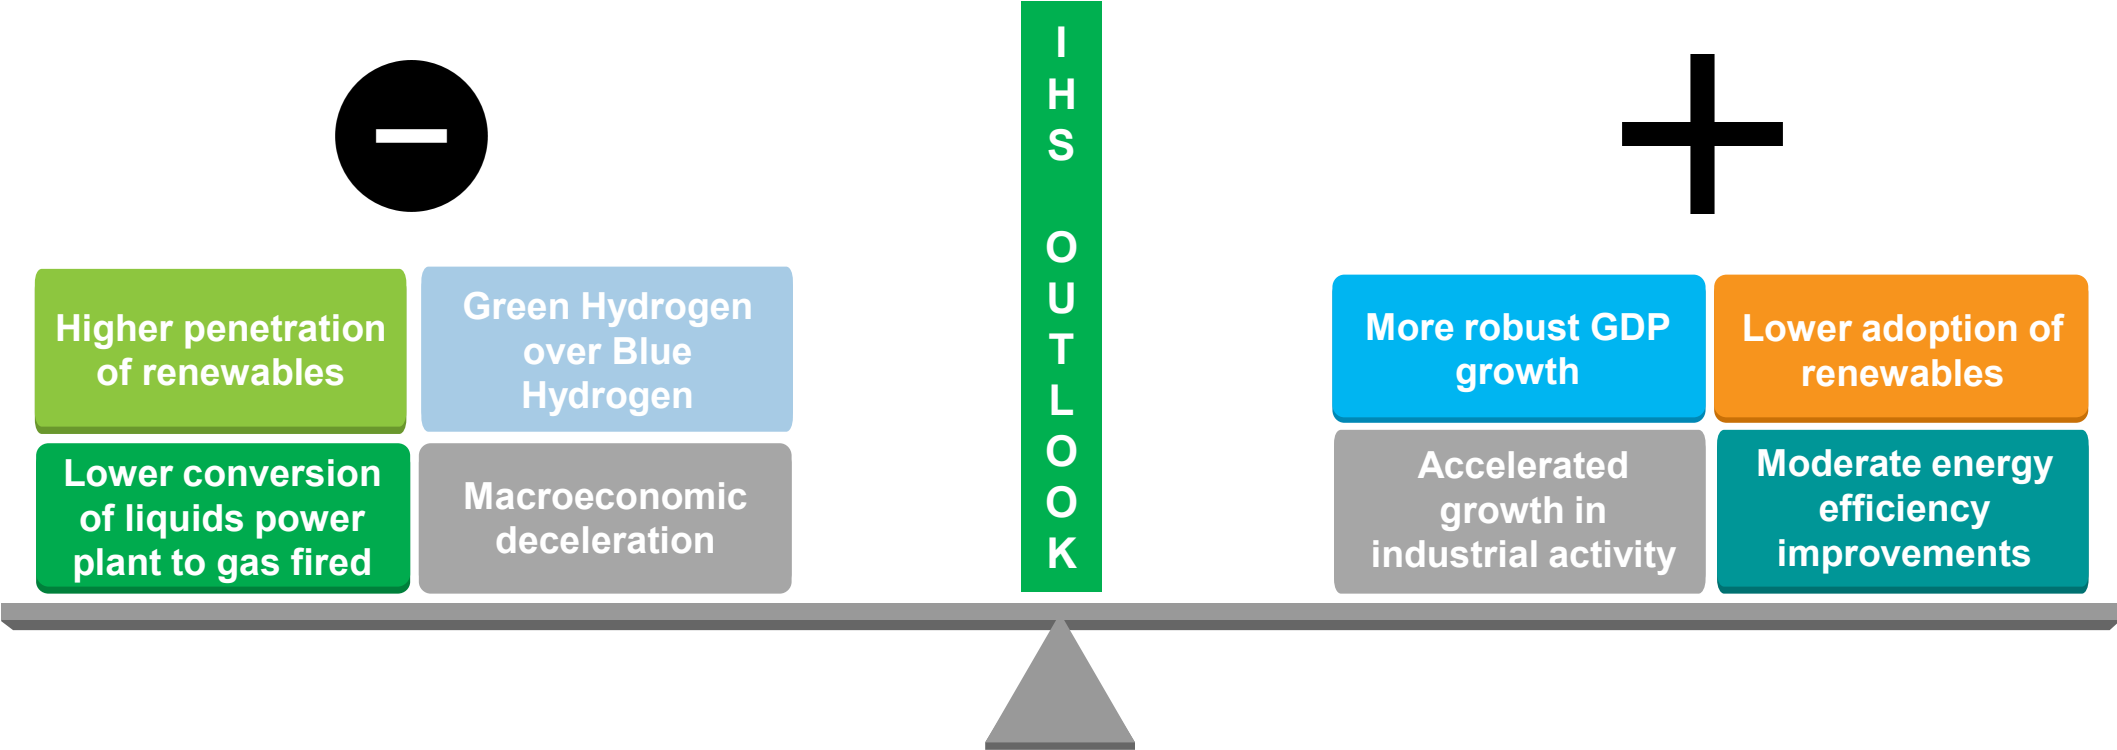 Higher penetration
of renewables
Green Hydrogen
over Blue
Hydrogen
Lower conversion
of liquids power
plant to gas fired
Macroeconomic
deceleration
I
H
S
O
U
T
L
O
O
K
More robust GDP
growth
Lower adoption of
renewables
Accelerated
growth in
industrial activity
Moderate energy
efficiency
improvements